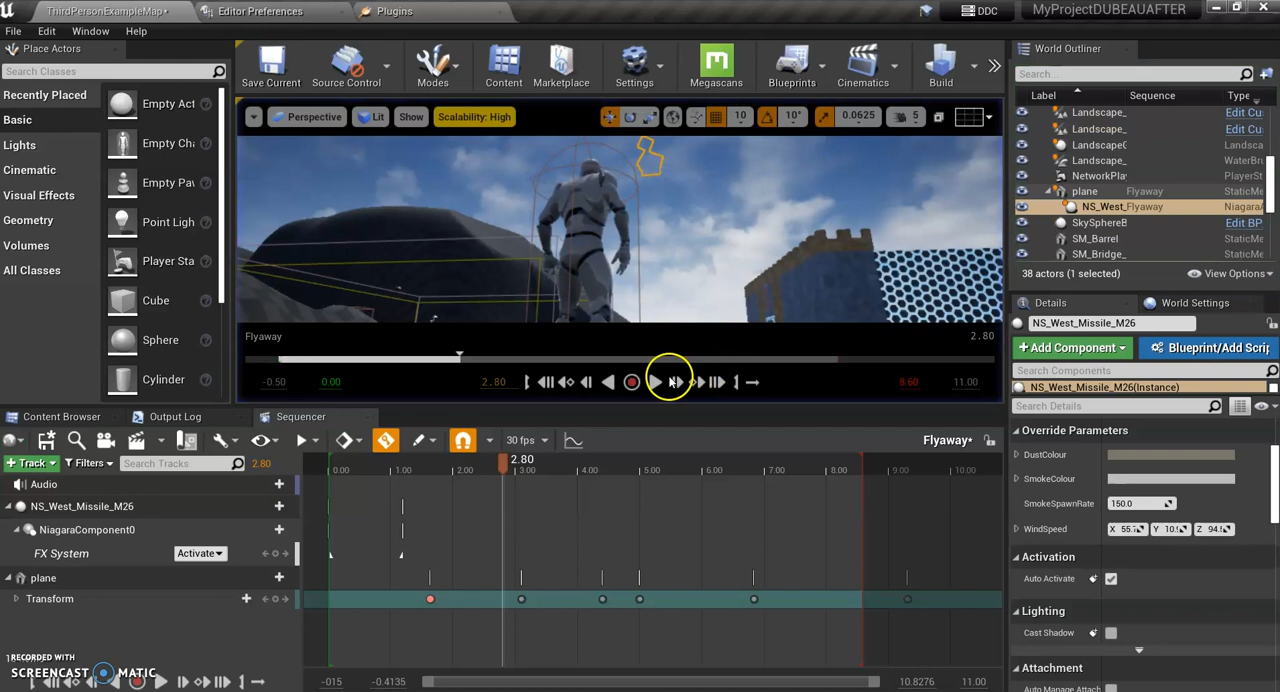 ThirdPersonExampleMap*
Editor Preferences
Plugins
DDC
MyProjectDUBEAUAFTER
File
Edit
Window
Help
Place Actors
Search Classes
Recently Placed
Basic
Lights
Cinematic
Visual Effects
Geometry
Volumes
All Classes
Empty Act
Empty Cha
Empty Pav
Point Ligh
Player Sta
Cube
Sphere
Cylinder
Save Current
Source Control
Modes
Content
Marketplace
Settings
Megascans
Blueprints
Cinematics
Build
Perspective
Lit
Show
Scalability: High
10
10°
0.0625
5
Flyaway
2.80
-0.50
0.00
2.80
8.60
11.00
World Outliner
Search...
Label
Sequence
Type
Landscape_
Edit Cu
Landscape_
Edit Cu
LandscapeC
Landsca
Landscape_
WaterBru
NetworkPlay
PlayerSt
plane
Flyaway
StaticMe
NS_West_
Flyaway
Niagara
SkySphereB
Edit BP
SM_Barrel
StaticMe
SM_Bridge_
StaticMe
38 actors (1 selected)
View Options
Details
World Settings
NS_West_Missile_M26
Add Component
Blueprint/Add Scrip
Search Components
NS_West_Missile_M26(Instance)
Search Details
Override Parameters
DustColour
SmokeColour
SmokeSpawnRate
150.0
WindSpeed
X
Y
Z
Activation
Auto Activate
Lighting
Cast Shadow
Attachment
Auto Manage Attach
Content Browser
Output Log
Sequencer
30 fps
Flyaway*
Track
Filters
Search Tracks
2.80
2.80
0.00
1.00
2.00
3.00
4.00
5.00
6.00
7.00
8.00
9.00
10.00
Audio
NS_West_Missile_M26
NiagaraComponent0
FX System
Activate
plane
Transform
RECORDED WITH
SCREENCAST
MATIC
-015
-0.4135
10.8276
11.00